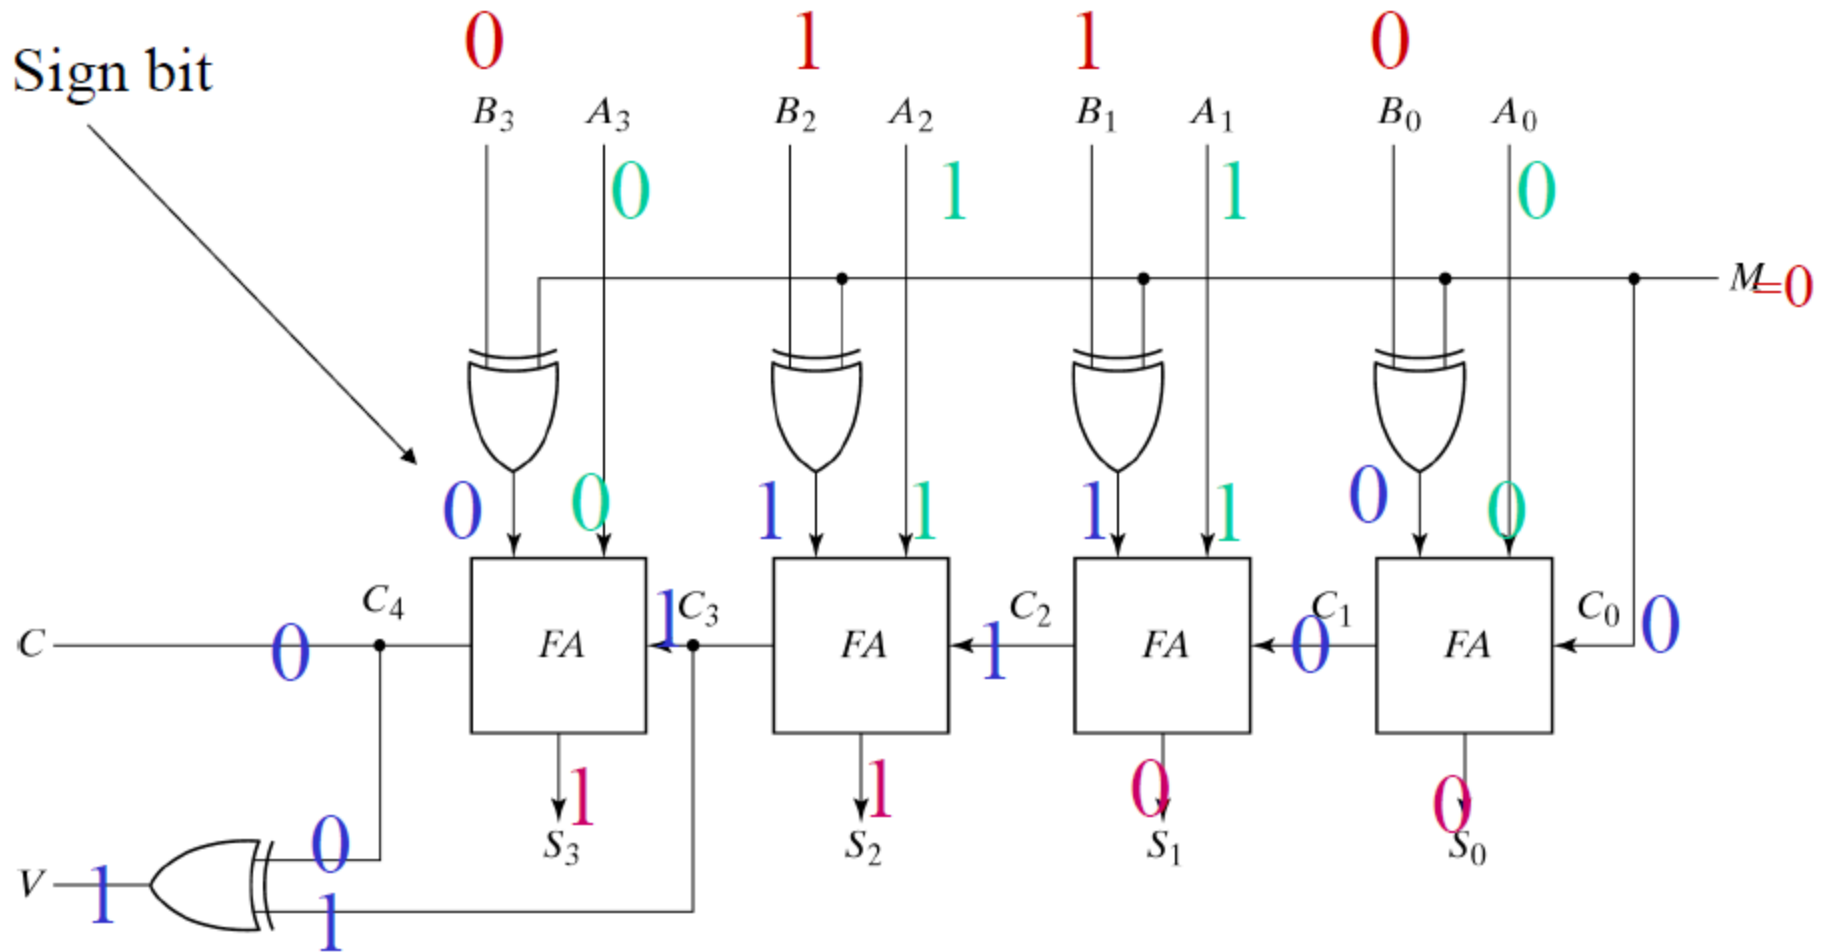 0 1 1 0
Sign bit
B3 A3 B2 A2 B1 A1 B0 A0
0 1 1 0
M=0
0 0 1 1 1 1 0 0
C4 1 C3 C2 C1 C0 0
C 0 FA FA 1 FA 0 FA
1 1 0 0
S3 S2 S1 S0
0
V 1
1